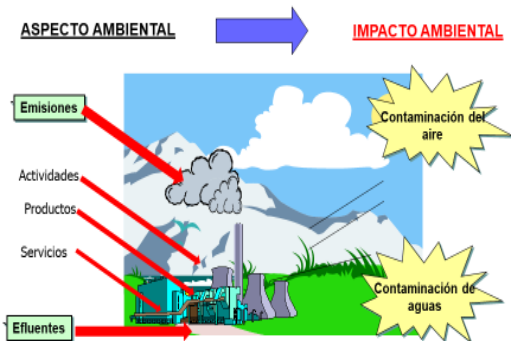 ASPECTO AMBIENTAL
IMPACTO AMBIENTAL
Emisiones
Contaminación del
aire
Actividades
Productos
Servicios
Contaminación de
aguas
Efluentes